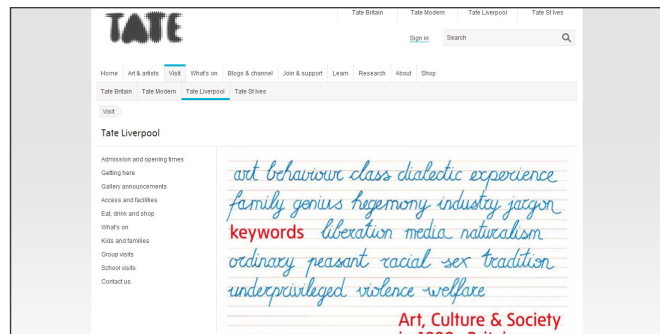 Tate Britain Tate Modern Tate Liverpool Tate St Ives
TATE
Sign in Search
Home Art & artists Visit What's on Blogs & channel Join & support Learn Research About Shop
Tate Britain Tate Modern Tate Liverpool Tate St Ives
Visit
Tate Liverpool
Admission and opening times
Getting here
Gallery announcements
Access and facilities
Eat, drink and shop
What's on
Kids and families
Group visits
School visits
Contact us
art behaviour class dialectic experience
family genius hegemony industry jargon
keywords liberation media naturalism
ordinary peasant racial sex tradition
underprivileged violence welfare
Art, Culture & Society